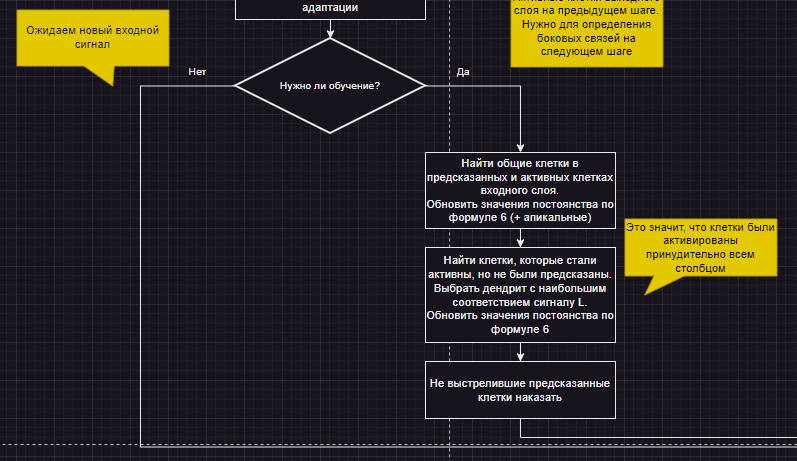 адаптации
слоя на предыдущем шаге.
Нужно для определения
боковых связей на
следующем шаге
Ожидаем новый входной
сигнал
Нет
Нужно ли обучение?
Да
Найти общие клетки в
предсказанных и активных клетках
входного слоя.
Обновить значения постоянства по
формуле 6 (+ апикальные)
Это значит, что клетки были
активированы
принудительно всем
столбцом
Найти клетки, которые стали
активны, но не были предсказаны.
Выбрать дендрит с наибольшим
соответствием сигналу L.
Обновить значения постоянства по
формуле 6
Не выстрелившие предсказанные
клетки наказать